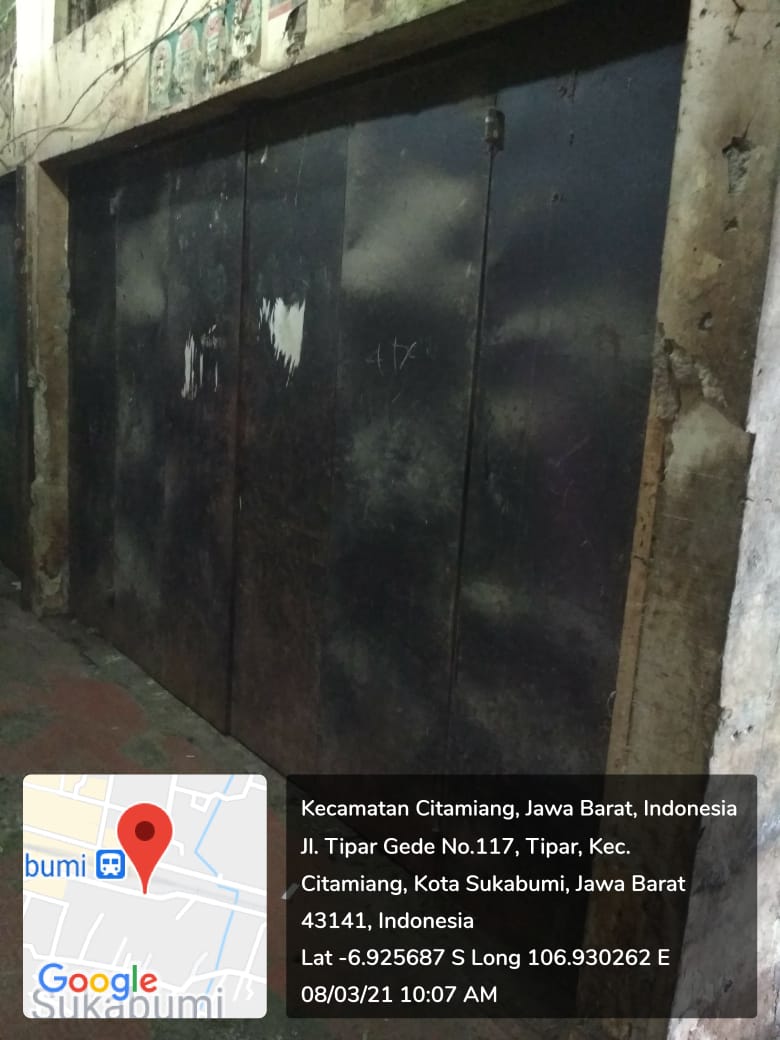 Kecamatan Citamiang, Jawa Barat, Indonesia
Jl. Tipar Gede No.117, Tipar, Kec.
Citamiang, Kota Sukabumi, Jawa Barat
43141, Indonesia
Lat -6.925687 S Long 106.930262 E
08/03/21 10:07 AM
bumi
Google
Sukabumi